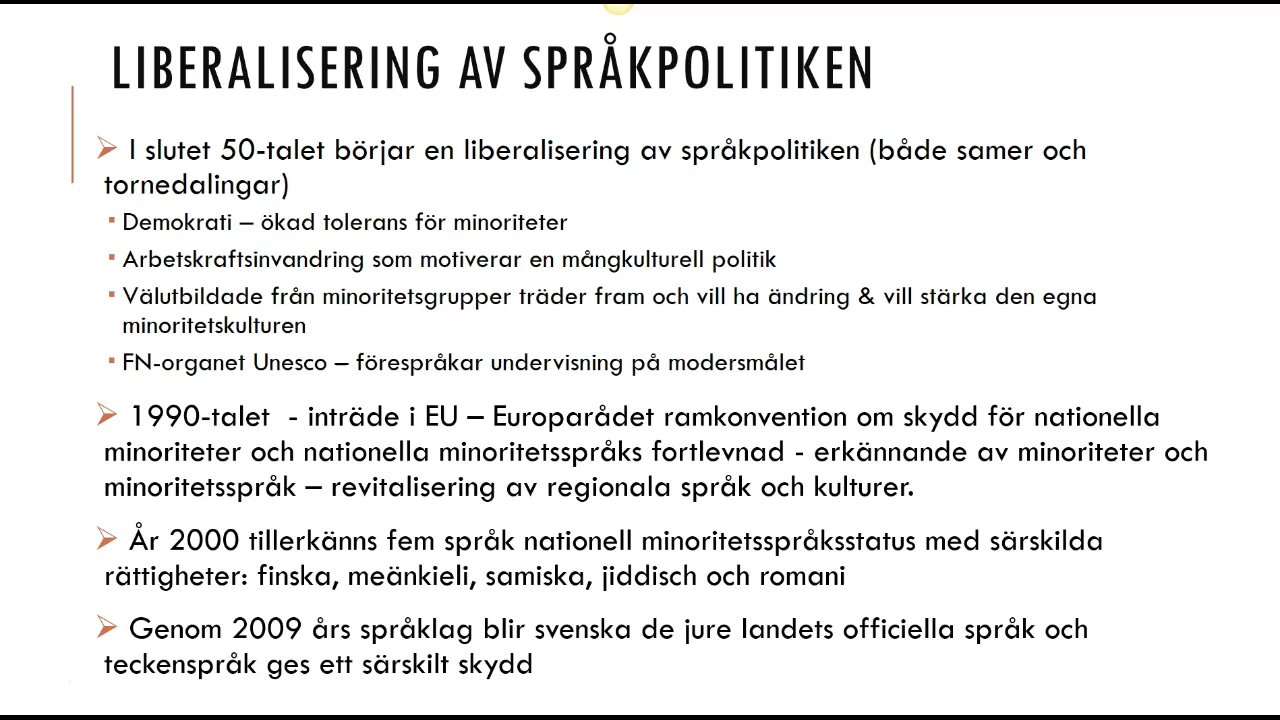 LIBERALISERING AV SPRÅKPOLITIKEN
I slutet 50-talet börjar en liberalisering av språkpolitiken (både samer och
tornedalingar)
Demokrati – ökad tolerans för minoriteter
Arbetskraftsinvandring som motiverar en mångkulturell politik
Välutbildade från minoritetsgrupper träder fram och vill ha ändring & vill stärka den egna
minoritetskulturen
FN-organet Unesco – förespråkar undervisning på modersmålet
1990-talet - inträde i EU – Europarådet ramkonvention om skydd för nationella
minoriteter och nationella minoritetsspråks fortlevnad - erkännande av minoriteter och
minoritetsspråk – revitalisering av regionala språk och kulturer.
År 2000 tillerkänns fem språk nationell minoritetsspråksstatus med särskilda
rättigheter: finska, meänkieli, samiska, jiddisch och romani
Genom 2009 års språklag blir svenska de jure landets officiella språk och
teckenspråk ges ett särskilt skydd